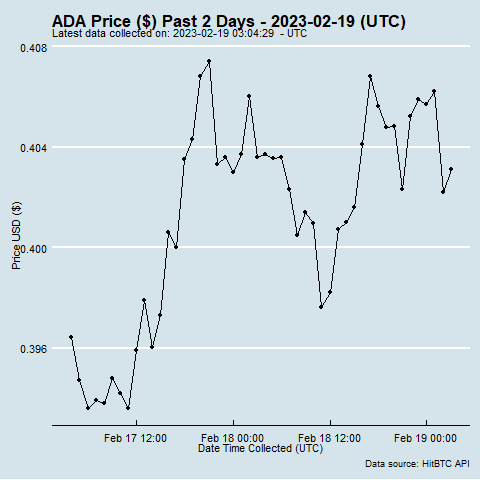 ADA Price ($) Past 2 Days - 2023-02-19 (UTC)
Latest data collected on: 2023-02-19 03:04:29 - UTC
0.408
0.404
0.400
0.396
Price USD ($)
Feb 17 12:00 Feb 18 00:00 Feb 18 12:00 Feb 19 00:00
Date Time Collected (UTC)
Data source: HitBTC API